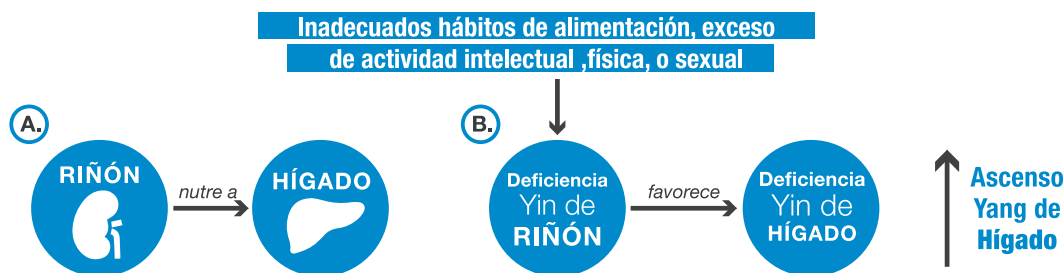 Inadecuados hábitos de alimentación, exceso
de actividad intelectual ,física, o sexual
A.
RIÑÓN
nutre a
HÍGADO
B.
Deficiencia
Yin de
RIÑÓN
favorece
Deficiencia
Yin de
HÍGADO
Ascenso
Yang de
Hígado